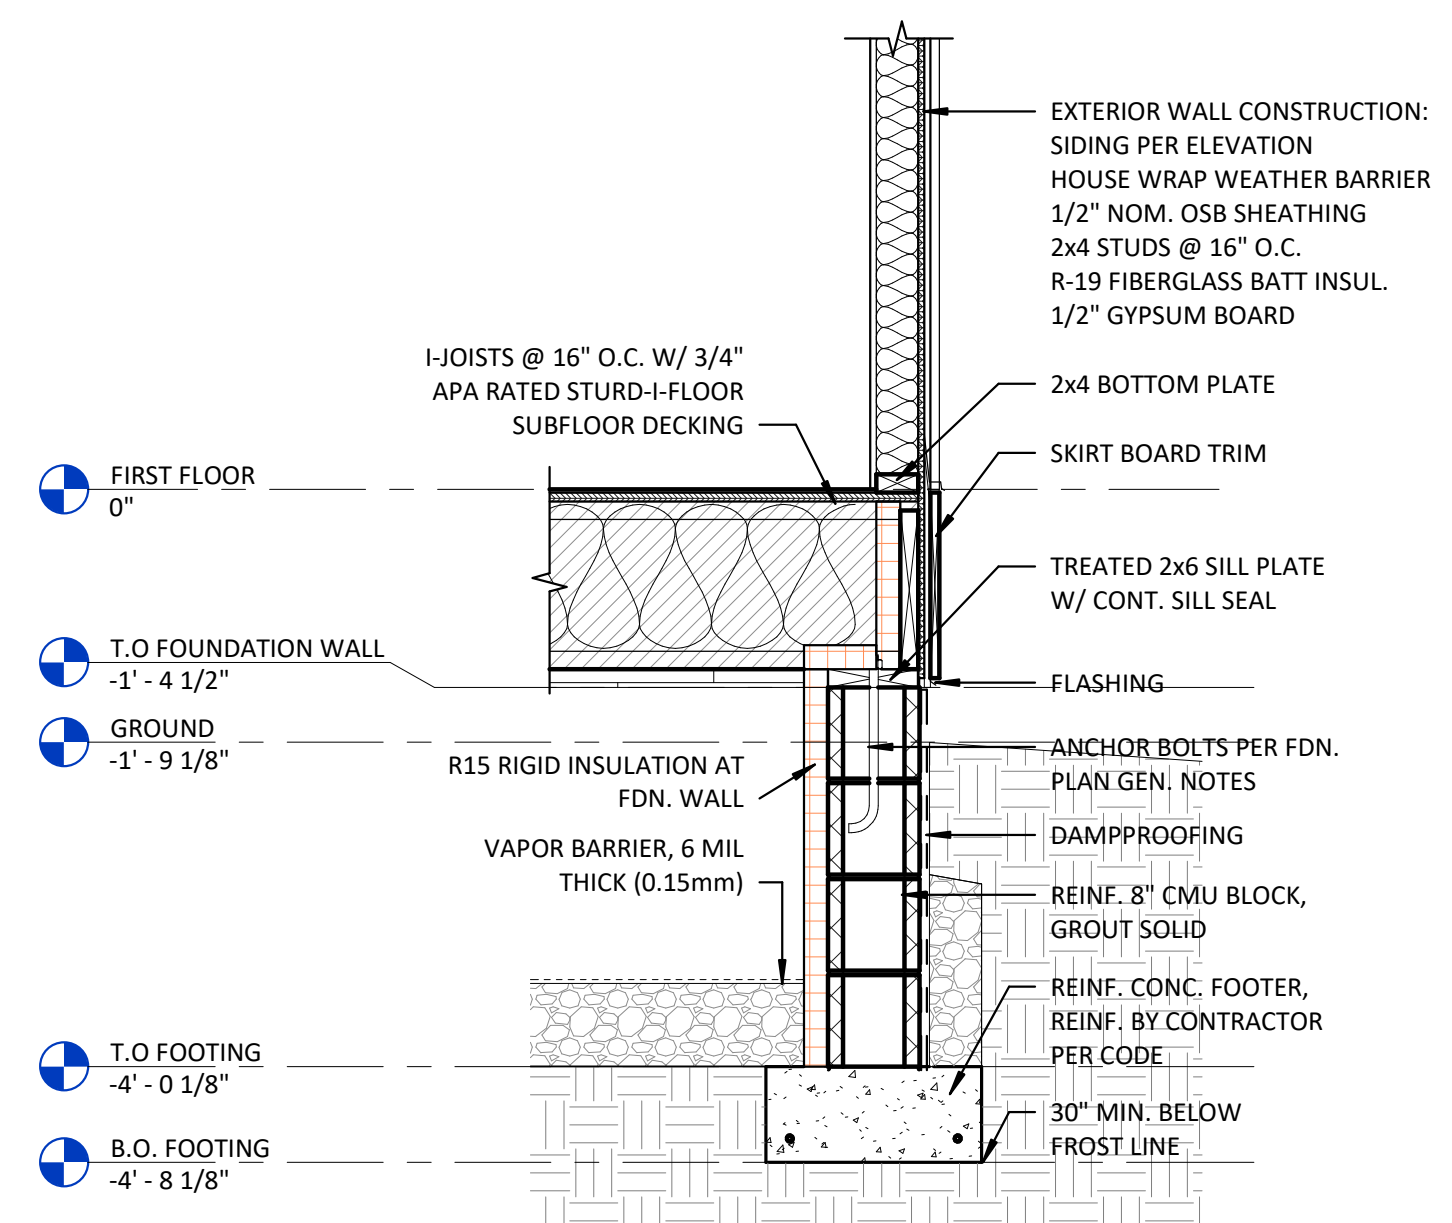 EXTERIOR WALL CONSTRUCTION:
SIDING PER ELEVATION
HOUSE WRAP WEATHER BARRIER
1/2" NOM. OSB SHEATHING
2x4 STUDS @ 16" O.C.
R-19 FIBERGLASS BATT INSUL.
1/2" GYPSUM BOARD
I-JOISTS @ 16" O.C. W/ 3/4"
APA RATED STURD-I-FLOOR
SUBFLOOR DECKING
2x4 BOTTOM PLATE
SKIRT BOARD TRIM
FIRST FLOOR
0"
TREATED 2x6 SILL PLATE
W/ CONT. SILL SEAL
T.O FOUNDATION WALL
-1' - 4 1/2"
FLASHING
GROUND
-1' - 9 1/8"
R15 RIGID INSULATION AT
FDN. WALL
ANCHOR BOLTS PER FDN.
PLAN GEN. NOTES
DAMPPROOFING
VAPOR BARRIER, 6 MIL
THICK (0.15mm)
REINF. 8" CMU BLOCK,
GROUT SOLID
REINF. CONC. FOOTER,
REINF. BY CONTRACTOR
PER CODE
T.O FOOTING
-4' - 0 1/8"
30" MIN. BELOW
FROST LINE
B.O. FOOTING
-4' - 8 1/8"